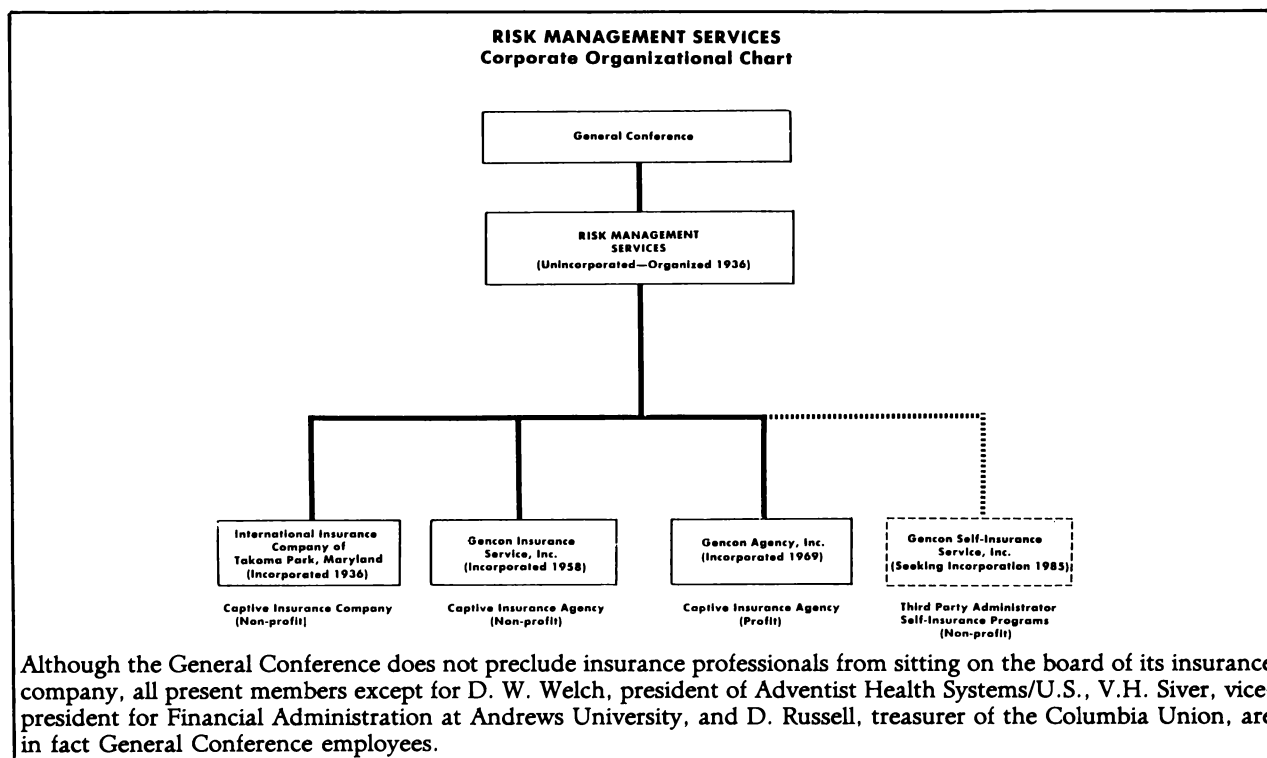 RISK MANAGEMENT SERVICES
Corporate Organizational Chart
General Conference
RISK MANAGEMENT
SERVICES
(Unincorporated—Organized 1936)
International Insurance
Company of
Takoma Park, Maryland
(Incorporated 1936)
Captive Insurance Company
(Non-profit)
Gencon Insurance
Service, Inc.
(Incorporated 1958)
Captive Insurance Agency
(Non-profit)
Gencon Agency, Inc.
(Incorporated 1969)
Captive Insurance Agency
(Profit)
Gencon Self-Insurance
Service, Inc.
(Seeking Incorporation 1985)
Third Party Administrator
Self-Insurance Programs
(Non-profit)
Although the General Conference does not preclude insurance professionals from sitting on the board of its insurance
company, all present members except for D. W. Welch, president of Adventist Health Systems/U.S., V.H. Siver, vice
president for Financial Administration at Andrews University, and D. Russell, treasurer of the Columbia Union, are
in fact General Conference employees.